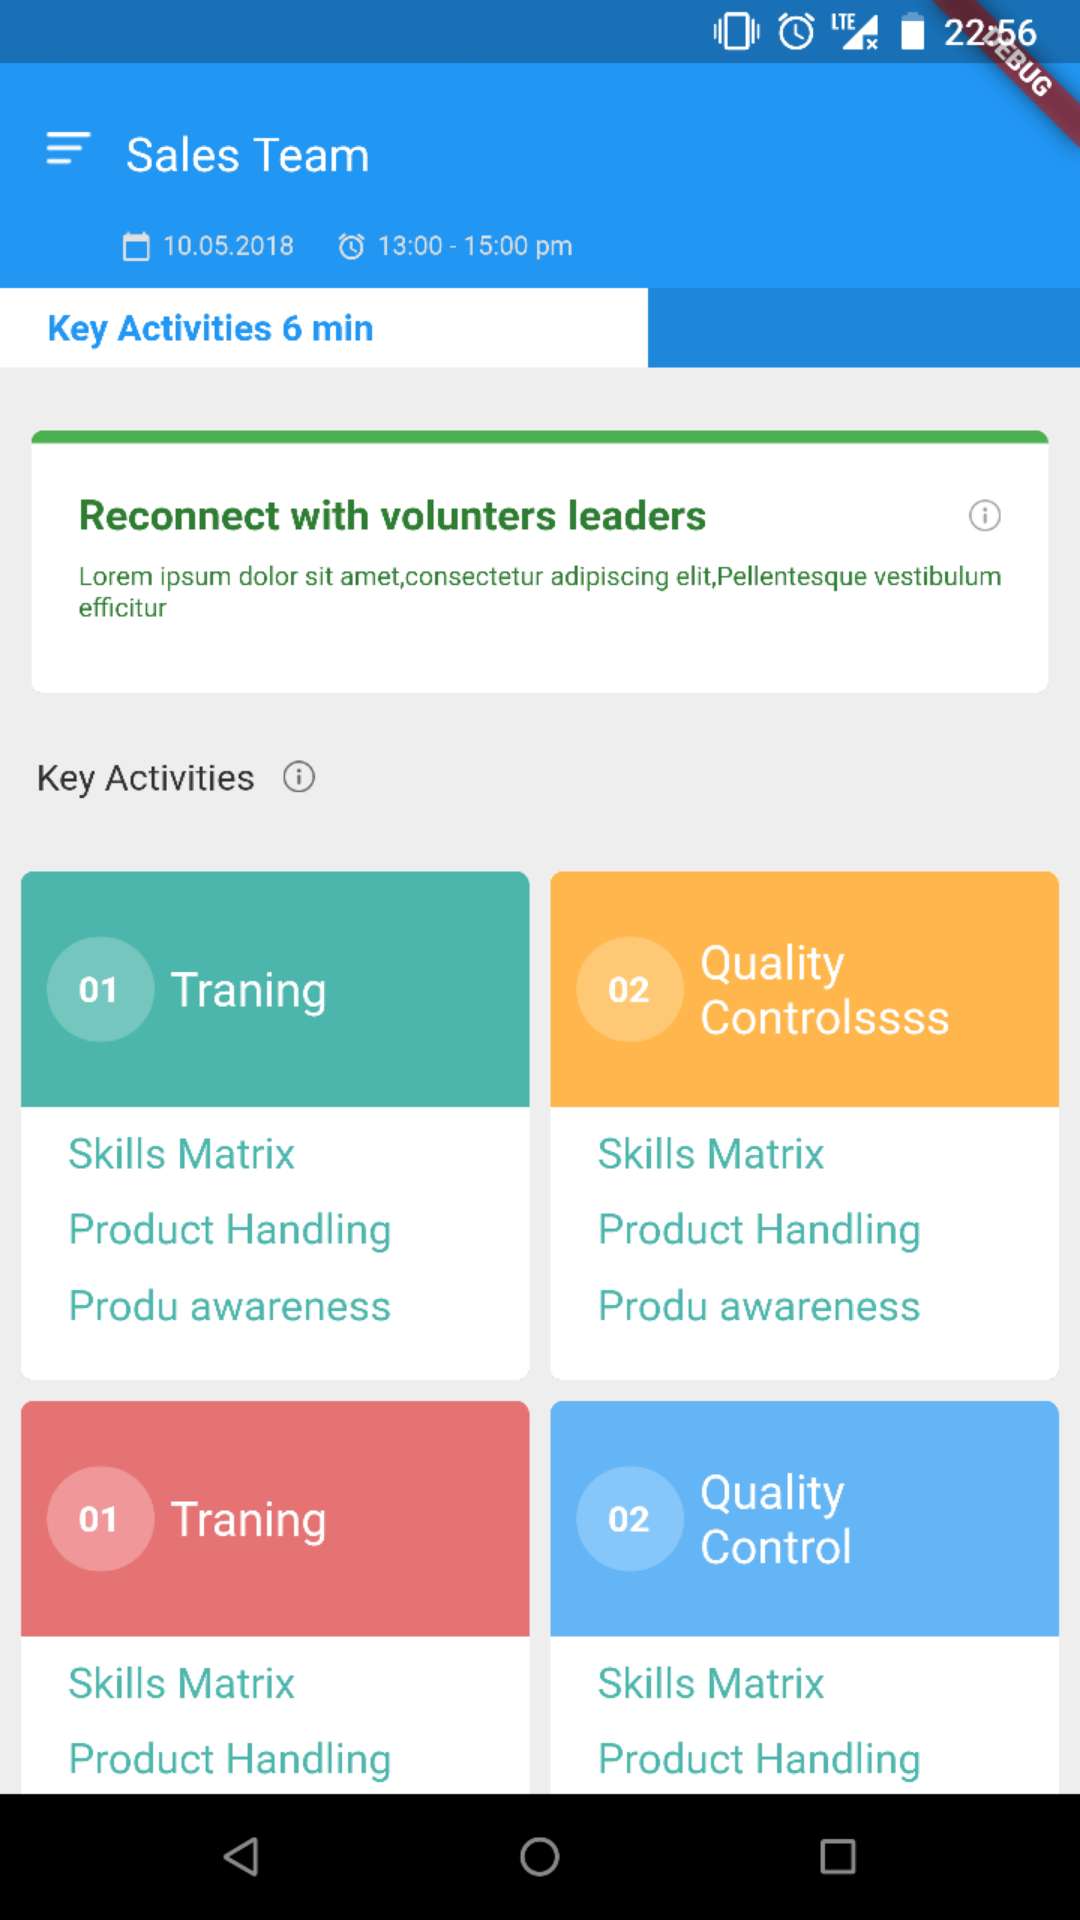 LTE 22:56
DEBUG
Sales Team
10.05.2018 13:00 - 15:00 pm
Key Activities 6 min
Reconnect with volunters leaders
Lorem ipsum dolor sit amet,consectetur adipiscing elit,Pellentesque vestibulum
efficitur
Key Activities
01 Traning
02 Quality
Controlssss
Skills Matrix
Product Handling
Produ awareness
Skills Matrix
Product Handling
Produ awareness
01 Traning
02 Quality
Control
Skills Matrix
Product Handling
Skills Matrix
Product Handling